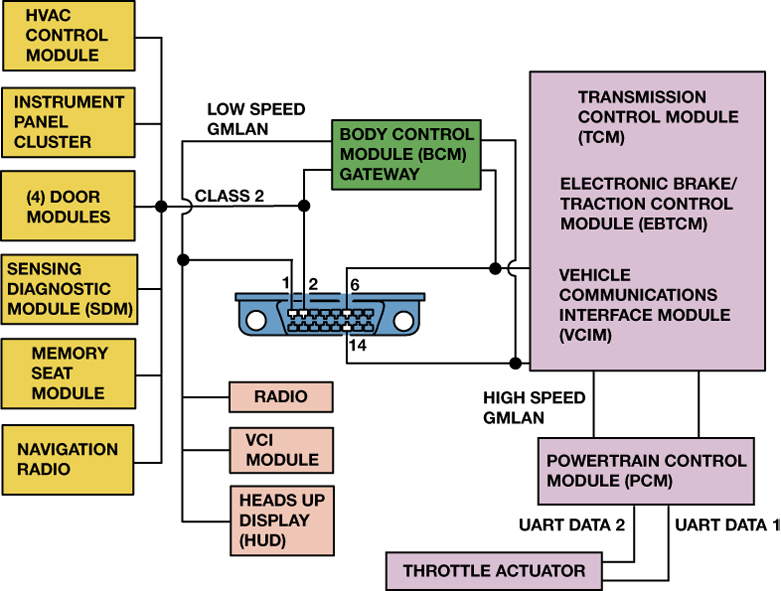 HVAC
CONTROL
MODULE
INSTRUMENT
PANEL
CLUSTER
(4) DOOR
MODULES
SENSING
DIAGNOSTIC
MODULE (SDM)
MEMORY
SEAT
MODULE
NAVIGATION
RADIO
LOW SPEED
GMLAN
CLASS 2
BODY CONTROL
MODULE (BCM)
GATEWAY
1
2
6
14
RADIO
VCI
MODULE
HEADS UP
DISPLAY
(HUD)
TRANSMISSION
CONTROL MODULE
(TCM)
ELECTRONIC BRAKE/
TRACTION CONTROL
MODULE (EBTCM)
VEHICLE
COMMUNICATIONS
INTERFACE MODULE
(VCIM)
HIGH SPEED
GMLAN
POWERTRAIN CONTROL
MODULE (PCM)
UART DATA 2
UART DATA 1
THROTTLE ACTUATOR